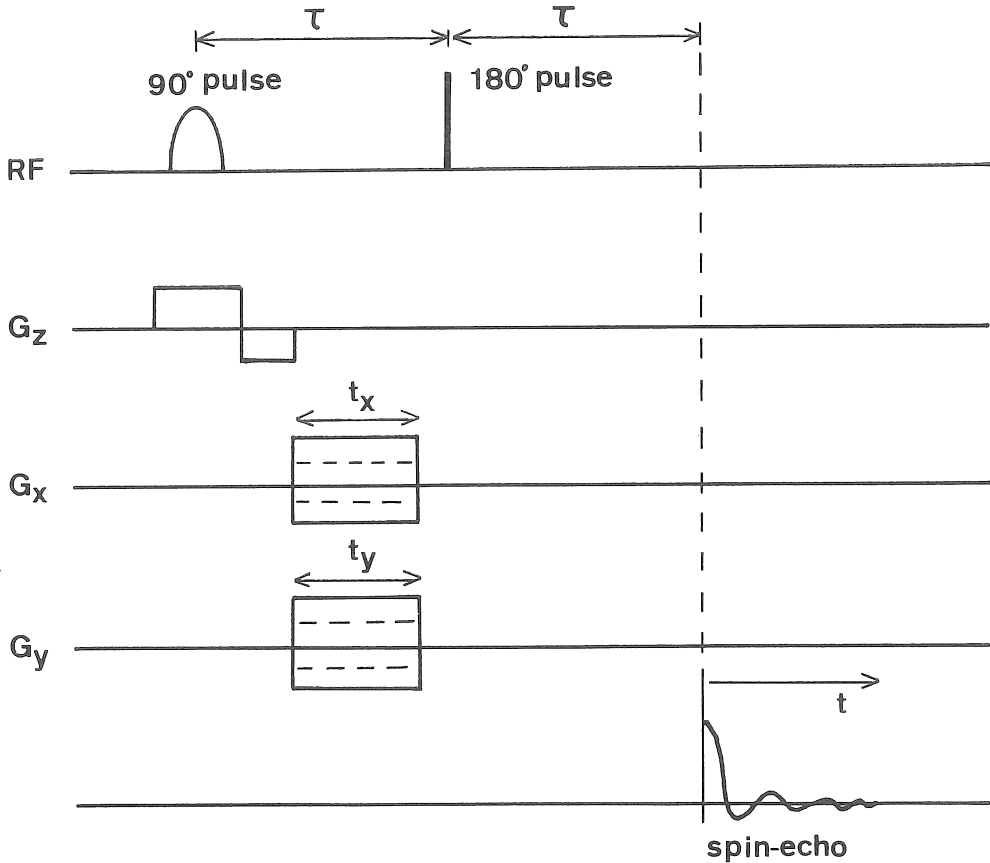 τ τ
90° pulse 180° pulse
RF
Gz
tx
Gx
ty
Gy
t
spin-echo